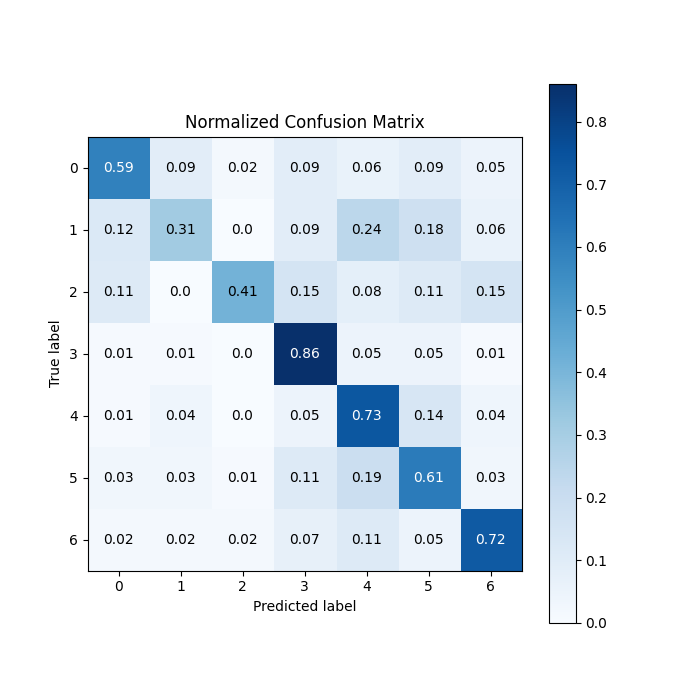 Normalized Confusion Matrix
0 0.59 0.09 0.02 0.09 0.06 0.09 0.05
1 0.12 0.31 0.0 0.09 0.24 0.18 0.06
2 0.11 0.0 0.41 0.15 0.08 0.11 0.15
3 0.01 0.01 0.0 0.86 0.05 0.05 0.01
4 0.01 0.04 0.0 0.05 0.73 0.14 0.04
5 0.03 0.03 0.01 0.11 0.19 0.61 0.03
6 0.02 0.02 0.02 0.07 0.11 0.05 0.72
0 1 2 3 4 5 6
Predicted label
True label
0.8
0.7
0.6
0.5
0.4
0.3
0.2
0.1
0.0